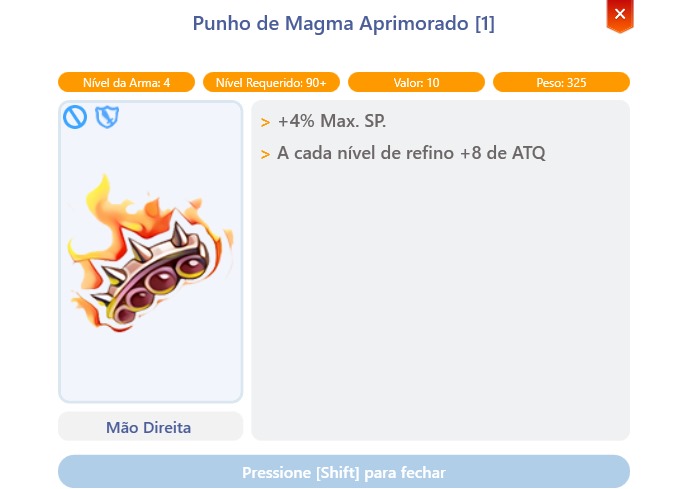 Punho de Magma Aprimorado [1]
Nível da Arma: 4
Nível Requerido: 90+
Valor: 10
Peso: 325
> +4% Max. SP.
> A cada nível de refino +8 de ATQ
Mão Direita
Pressione [Shift] para fechar